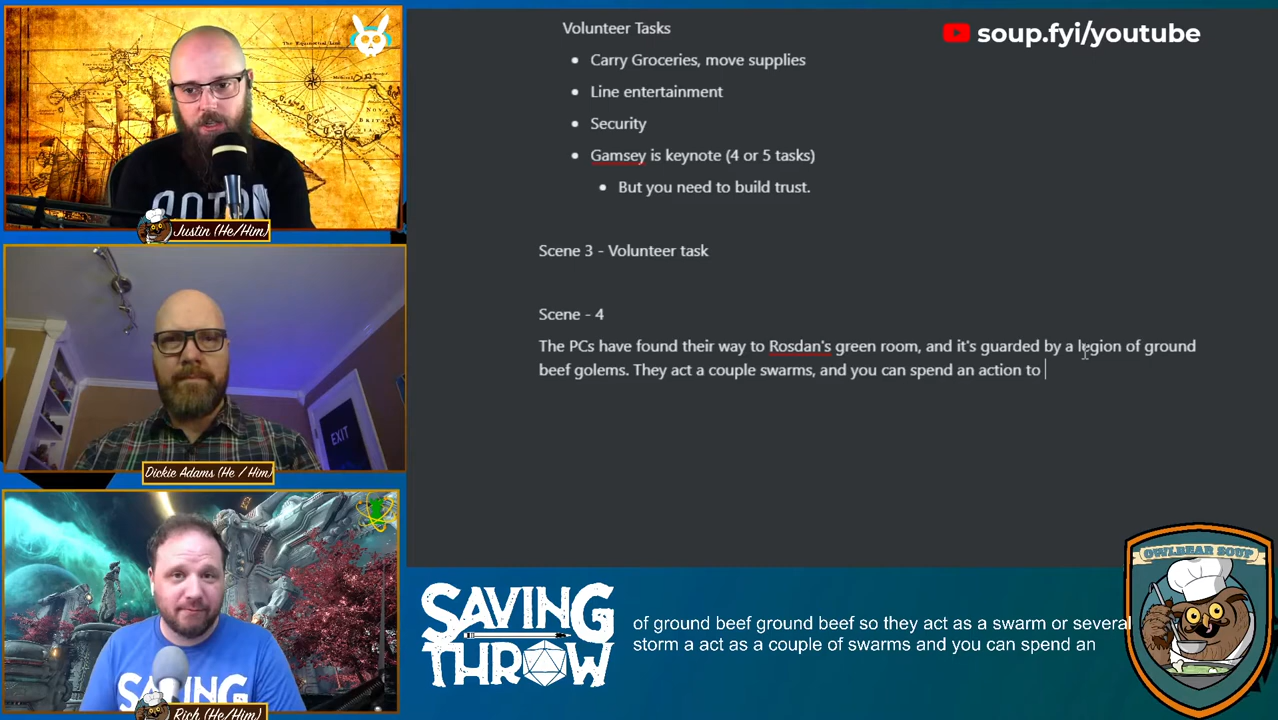 Volunteer Tasks
• Carry Groceries, move supplies
• Line entertainment
• Security
• Gamsey is keynote (4 or 5 tasks)
• But you need to build trust.
Scene 3 - Volunteer task
Scene - 4
The PCs have found their way to Rosdan's green room, and it's guarded by a legion of ground
beef golems. They act a couple swarms, and you can spend an action to
soup.fyi/youtube
Justin (He/Him)
EXIT
Dickie Adams (He / Him)
SAVING
Rich (He/Him)
SAVING
THROW
of ground beef ground beef so they act as a swarm or several
storm a act as a couple of swarms and you can spend an
OWLBEAR SOUP